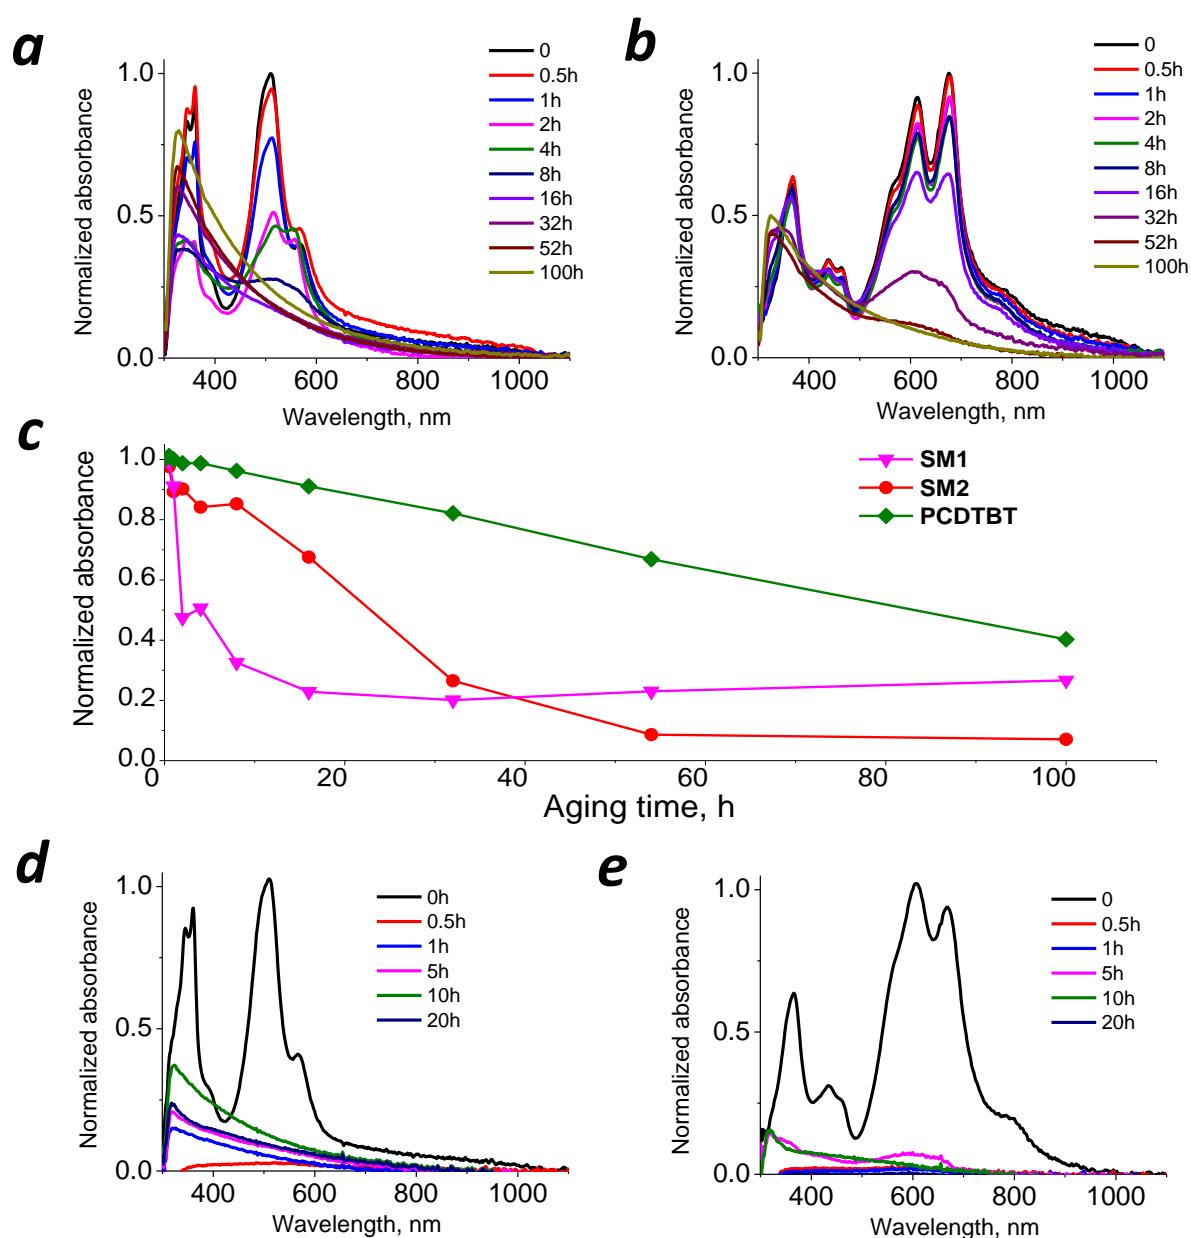 a
Normalized absorbance
1.0
0.5
0.0
400 600 800 1000
Wavelength, nm
0
0.5h
1h
2h
4h
8h
16h
32h
52h
100h
b
Normalized absorbance
1.0
0.5
0.0
400 600 800 1000
Wavelength, nm
0
0.5h
1h
2h
4h
8h
16h
32h
52h
100h
c
Normalized absorbance
1.0
0.8
0.6
0.4
0.2
0.0
0 20 40 60 80 100
Aging time, h
SM1
SM2
PCDTBT
d
Normalized absorbance
1.0
0.5
0.0
400 600 800 1000
Wavelength, nm
0h
0.5h
1h
5h
10h
20h
e
Normalized absorbance
1.0
0.5
0.0
400 600 800 1000
Wavelength, nm
0
0.5h
1h
5h
10h
20h